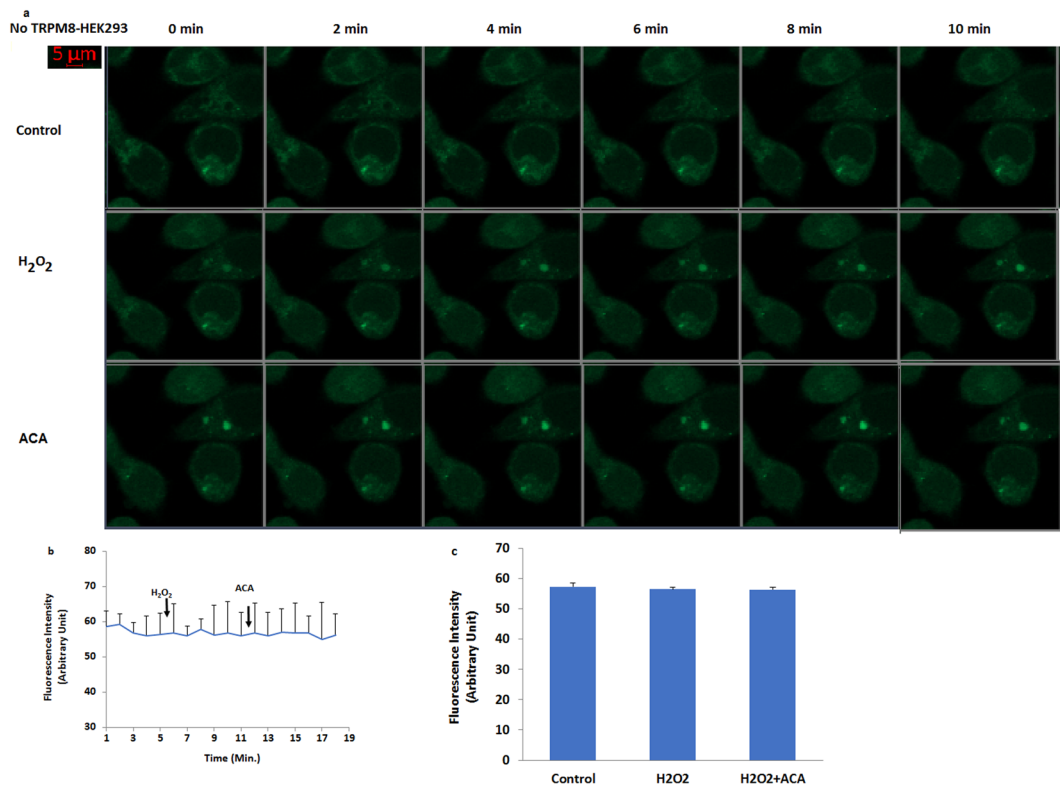 a
No TRPM8-HEK293 0 min 2 min 4 min 6 min 8 min 10 min
5 μm
Control
H2O2
ACA
b
80
70
60
50
40
30
H2O2
ACA
1 3 5 7 9 11 13 15 17 19
Time (Min.)
Fluorescence Intensity
(Arbitrary Unit)
c
70
60
50
40
30
20
10
0
Control H2O2 H2O2+ACA
Fluorescence Intensity
(Arbitrary Unit)